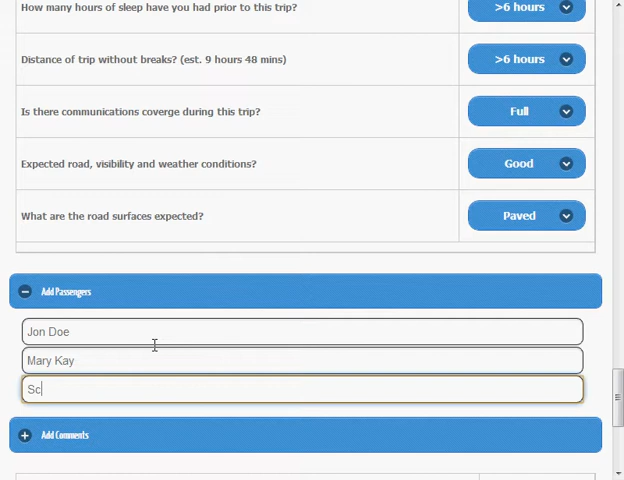 How many hours of sleep have you had prior to this trip?
>6 hours
Distance of trip without breaks? (est. 9 hours 48 mins)
>6 hours
Is there communications coverge during this trip?
Full
Expected road, visibility and weather conditions?
Good
What are the road surfaces expected?
Paved
Add Passengers
Jon Doe
Mary Kay
Sc
Add Comments